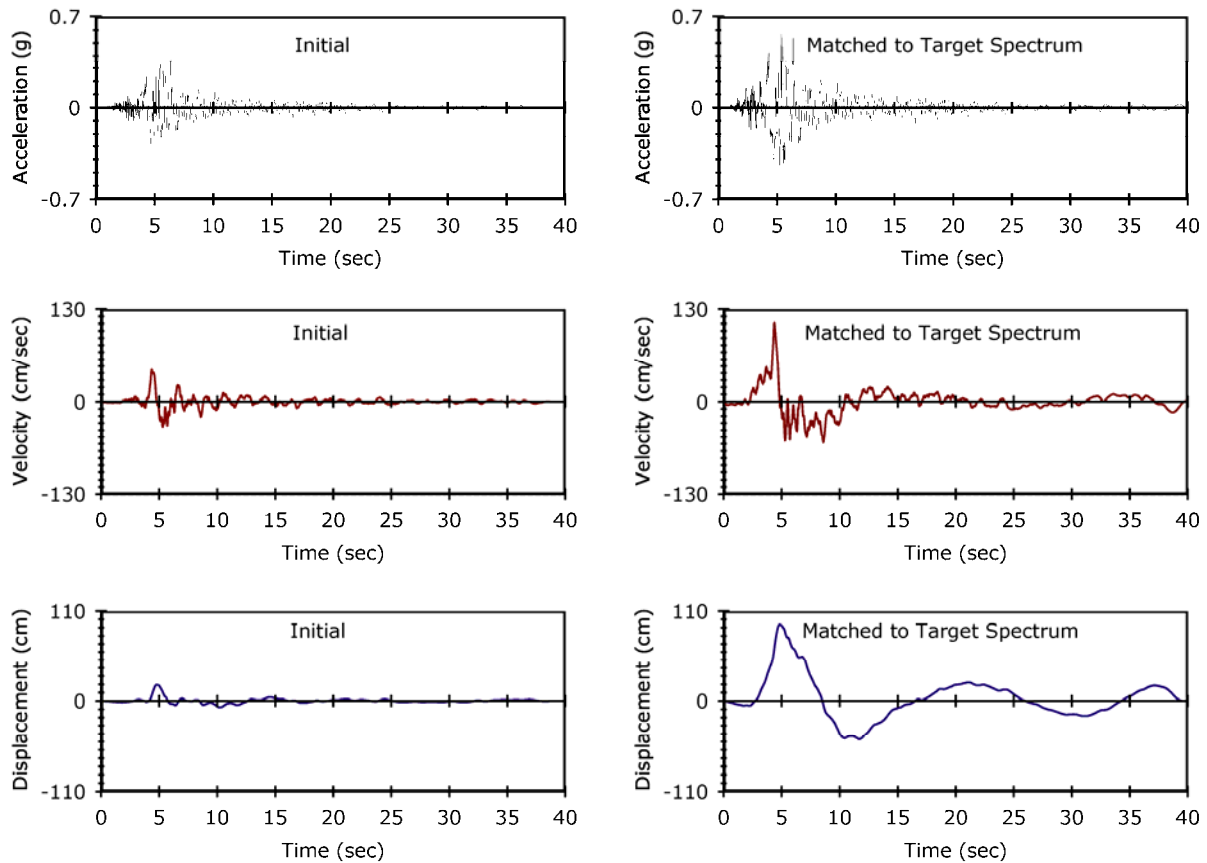 Acceleration (g)
0.7
0
-0.7
Initial
0 5 10 15 20 25 30 35 40
Time (sec)
Acceleration (g)
0.7
0
-0.7
Matched to Target Spectrum
0 5 10 15 20 25 30 35 40
Time (sec)
Velocity (cm/sec)
130
0
-130
Initial
0 5 10 15 20 25 30 35 40
Time (sec)
Velocity (cm/sec)
130
0
-130
Matched to Target Spectrum
0 5 10 15 20 25 30 35 40
Time (sec)
Displacement (cm)
110
0
-110
Initial
0 5 10 15 20 25 30 35 40
Time (sec)
Displacement (cm)
110
0
-110
Matched to Target Spectrum
0 5 10 15 20 25 30 35 40
Time (sec)